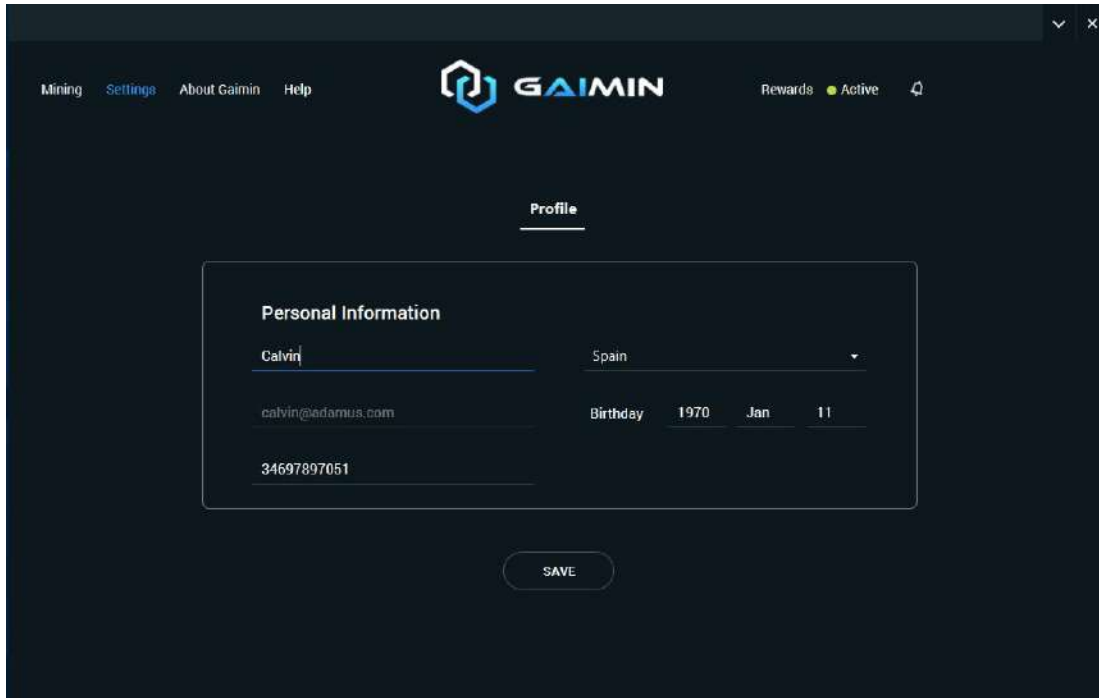 Mining Settings About Gaimin Help GAIMIN Rewards Active
Profile
Personal Information
Calvin Spain
calvin@adamus.com Birthday 1970 Jan 11
34697897051
SAVE